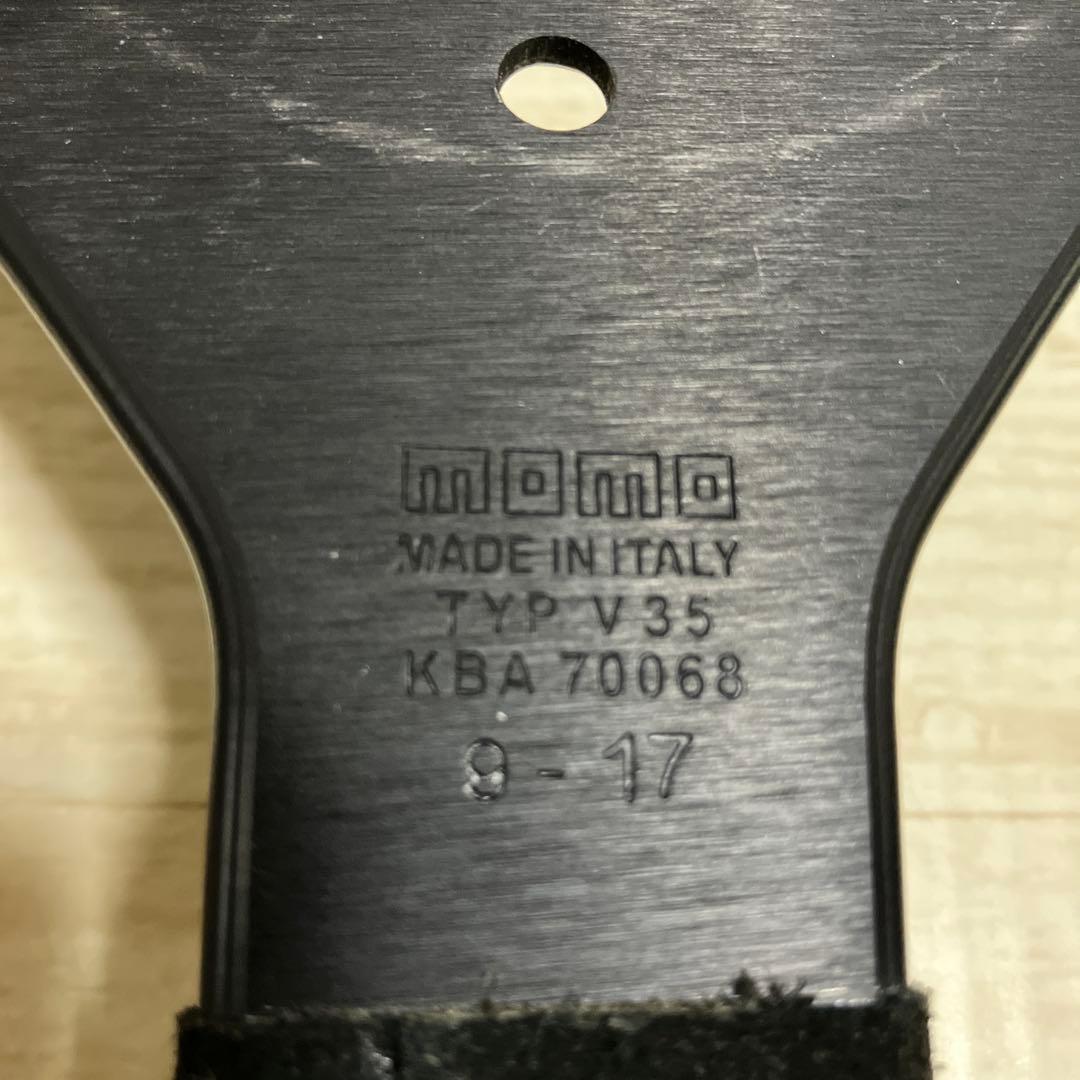 momo
MADE IN ITALY
TYP V35
KBA 70068
9 - 17